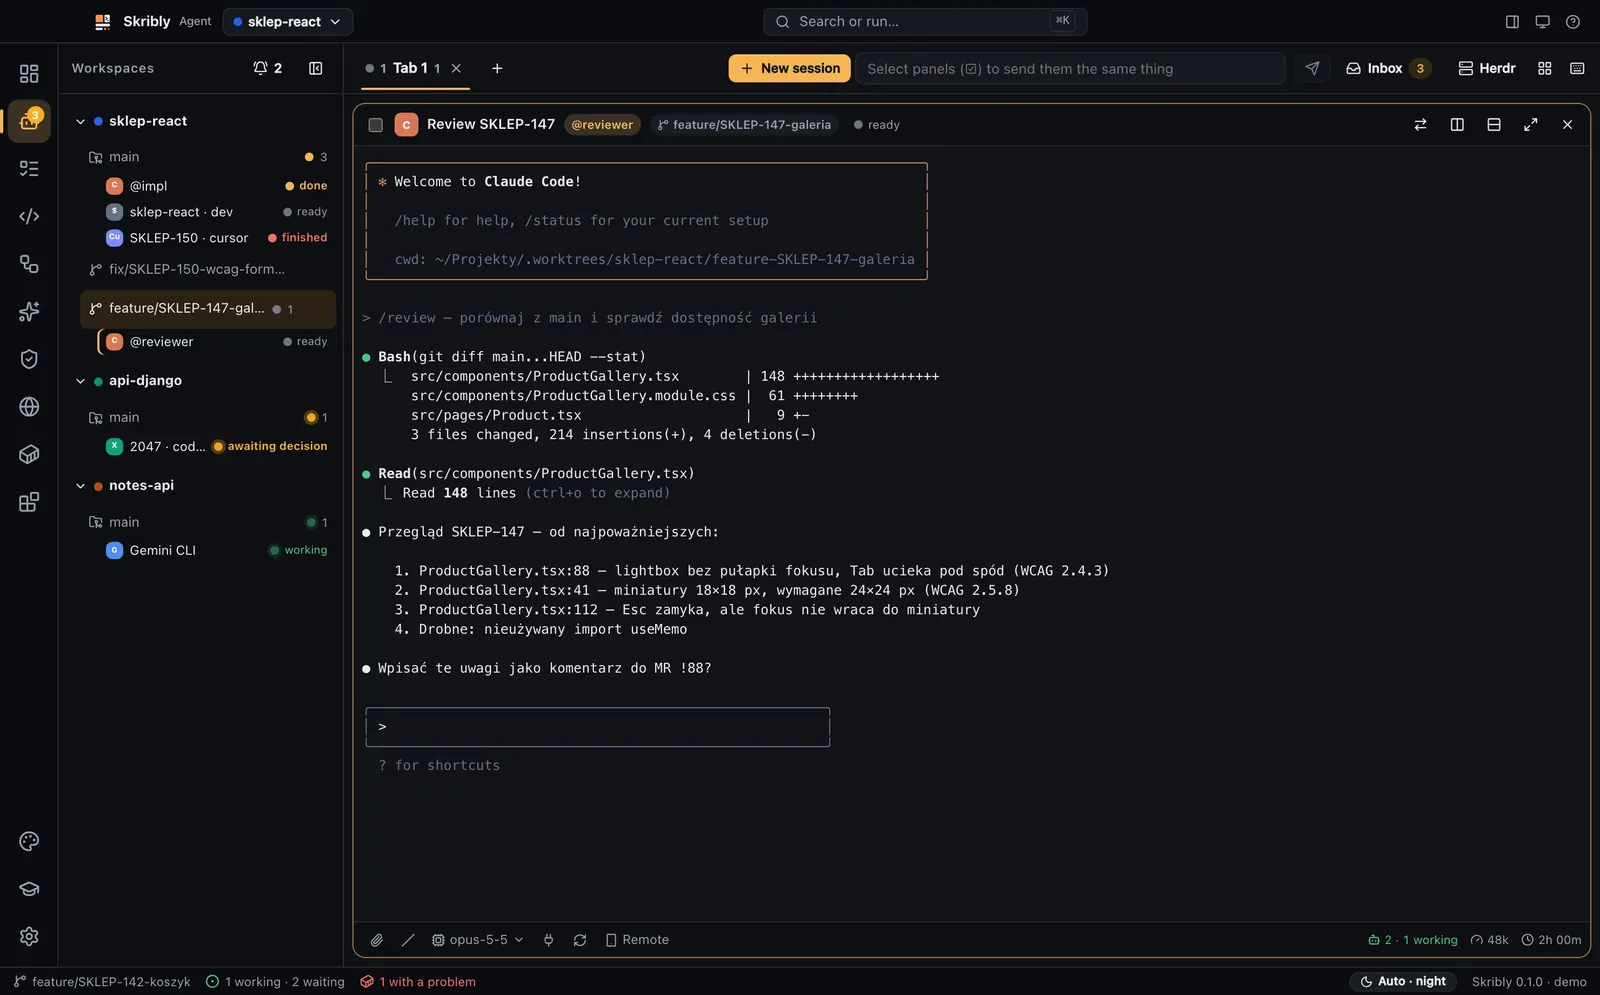 Skribly Agent sklep-react
Search or run... ⌘K
Workspaces 2
sklep-react
main 3
C @impl done
S sklep-react · dev ready
Cu SKLEP-150 · cursor finished
fix/SKLEP-150-wcag-form...
feature/SKLEP-147-gal... 1
C @reviewer ready
api-django
main 1
X 2047 · cod... awaiting decision
notes-api
main 1
G Gemini CLI working
3
1 Tab 1 1
New session
Select panels (☑) to send them the same thing
Inbox 3
Herdr
C Review SKLEP-147 @reviewer feature/SKLEP-147-galeria ready
* Welcome to Claude Code!
/help for help, /status for your current setup
cwd: ~/Projekty/.worktrees/sklep-react/feature-SKLEP-147-galeria
> /review — porównaj z main i sprawdź dostępność galerii
Bash(git diff main...HEAD --stat)
src/components/ProductGallery.tsx | 148 ++++++++++++++++++
src/components/ProductGallery.module.css | 61 ++++++++
src/pages/Product.tsx | 9 +-
3 files changed, 214 insertions(+), 4 deletions(-)
Read(src/components/ProductGallery.tsx)
Read 148 lines (ctrl+o to expand)
Przegląd SKLEP-147 — od najpoważniejszych:
1. ProductGallery.tsx:88 — lightbox bez pułapki fokusu, Tab ucieka pod spód (WCAG 2.4.3)
2. ProductGallery.tsx:41 — miniatury 18×18 px, wymagane 24×24 px (WCAG 2.5.8)
3. ProductGallery.tsx:112 — Esc zamyka, ale fokus nie wraca do miniatury
4. Drobne: nieużywany import useMemo
Wpisać te uwagi jako komentarz do MR !88?
>
? for shortcuts
opus-5-5 Remote 2 · 1 working 48k 2h 00m
feature/SKLEP-142-koszyk 1 working · 2 waiting 1 with a problem Auto · night Skribly 0.1.0 · demo